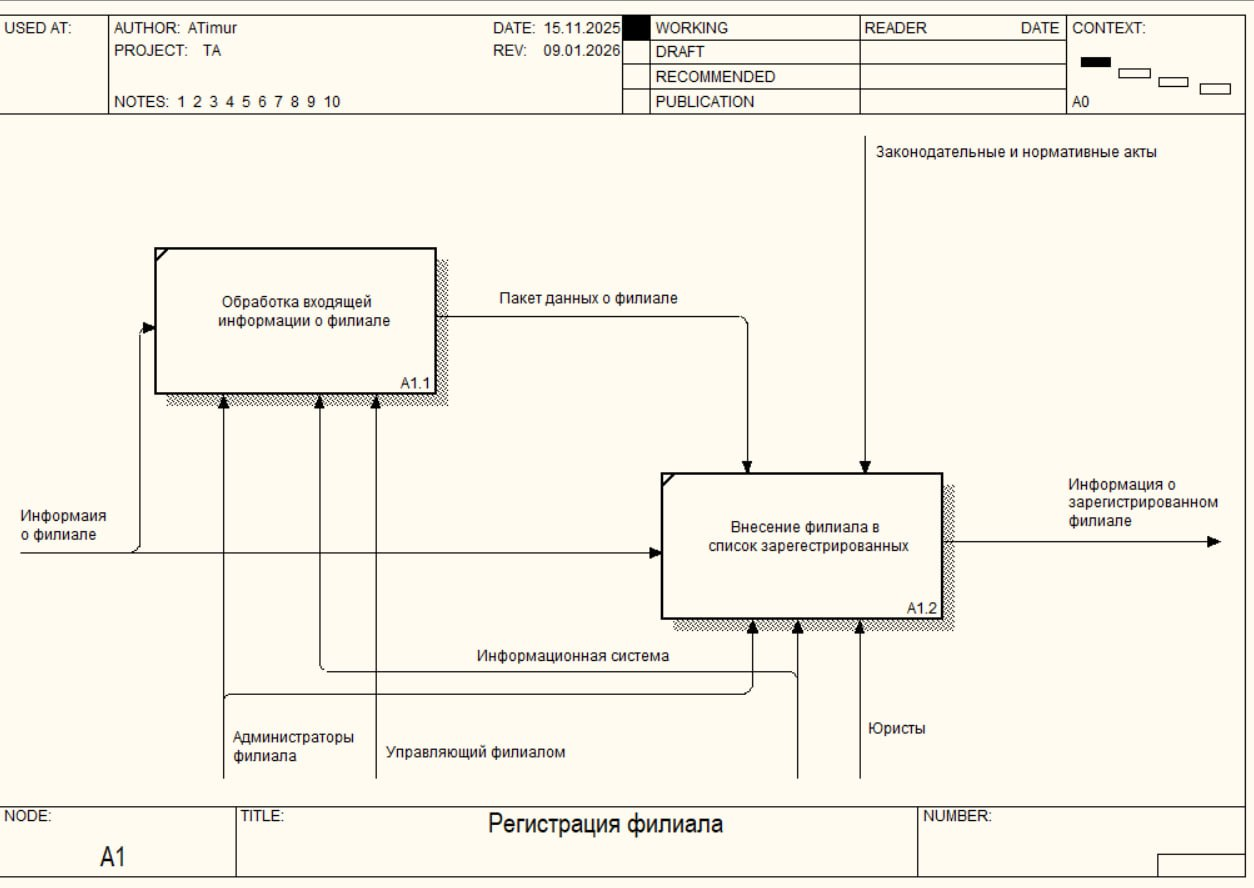 USED AT:
AUTHOR: ATimur
DATE: 15.11.2025
WORKING
READER
DATE
CONTEXT:
PROJECT: TA
REV: 09.01.2026
DRAFT
RECOMMENDED
NOTES: 1 2 3 4 5 6 7 8 9 10
PUBLICATION
A0
Законодательные и нормативные акты
Обработка входящей
информации о филиале
A1.1
Пакет данных о филиале
Информаия
о филиале
Внесение филиала в
список зарегестрированных
A1.2
Информация о
зарегистрированном
филиале
Информационная система
Администраторы
филиала
Управляющий филиалом
Юристы
NODE:
A1
TITLE:
Регистрация филиала
NUMBER: